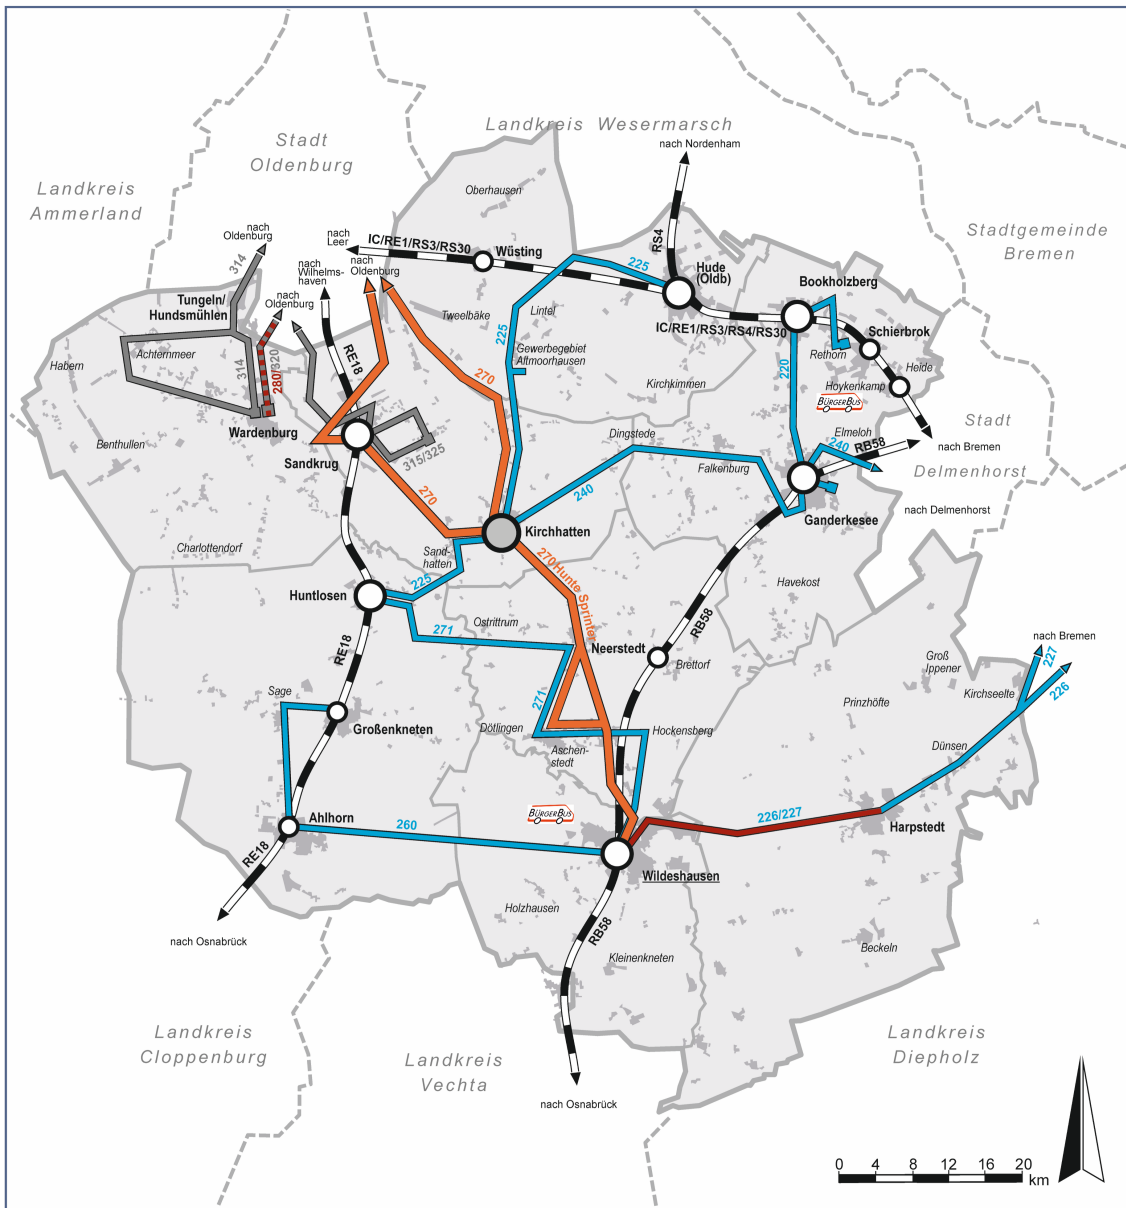 Landkreis Wesermarsch
Stadt
Oldenburg
nach Nordenham
Landkreis
Ammerland
Oberhausen
Stadtgemeinde
Bremen
nach
Oldenburg
314
nach
Leer
IC/RE1/RS3/RS30
Wüsting
RS4
225
Hude
(Oldb)
nach
Wilhelms-
haven
nach
Oldenburg
Bookholzberg
Tungeln/
Hundsmühlen
nach
Oldenburg
Tweelbäke
Lintel
IC/RE1/RS3/RS4/RS30
Schierbrok
225
Gewerbegebiet
Altmoorhausen
Rethorn
Heide
Achternmeer
Habern
314
280/320
RE18
270
220
Kirchkimmen
Hoykenkamp
BÜRGERBUS
Stadt
Delmenhorst
Benthullen
Wardenburg
Dingstede
Elmeloh
240
RB58
nach Bremen
Sandkrug
315/325
Falkenburg
270
240
nach Delmenhorst
Ganderkesee
Kirchhatten
Charlottendorf
Sand-
hatten
270 Hunte Sprinter
Huntlosen
225
Havekost
RB58
271
Ostrittrum
RE18
Neerstedt
Brettorf
nach Bremen
227
226
Groß
Ippener
Kirchseelte
Sage
271
Prinzhöfte
Großenkneten
Dötlingen
Hockensberg
Aschen-
stedt
Dünsen
BÜRGERBUS
Ahlhorn
260
226/227
Harpstedt
RE18
Wildeshausen
Holzhausen
RB58
nach Osnabrück
Beckeln
Kleinenkneten
Landkreis
Cloppenburg
Landkreis
Vechta
Landkreis
Diepholz
nach Osnabrück
0 4 8 12 16 20
km